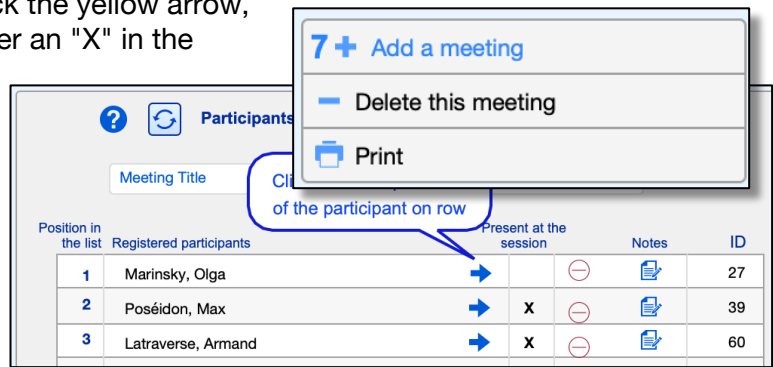 ck the yellow arrow,
er an "X" in the
7 + Add a meeting
Delete this meeting
Print
Participants
Meeting Title
of the participant on row
Position in
the list
Registered participants
Present at the
session
Notes
ID
1 Marinsky, Olga 27
2 Poséidon, Max X 39
3 Latraverse, Armand X 60